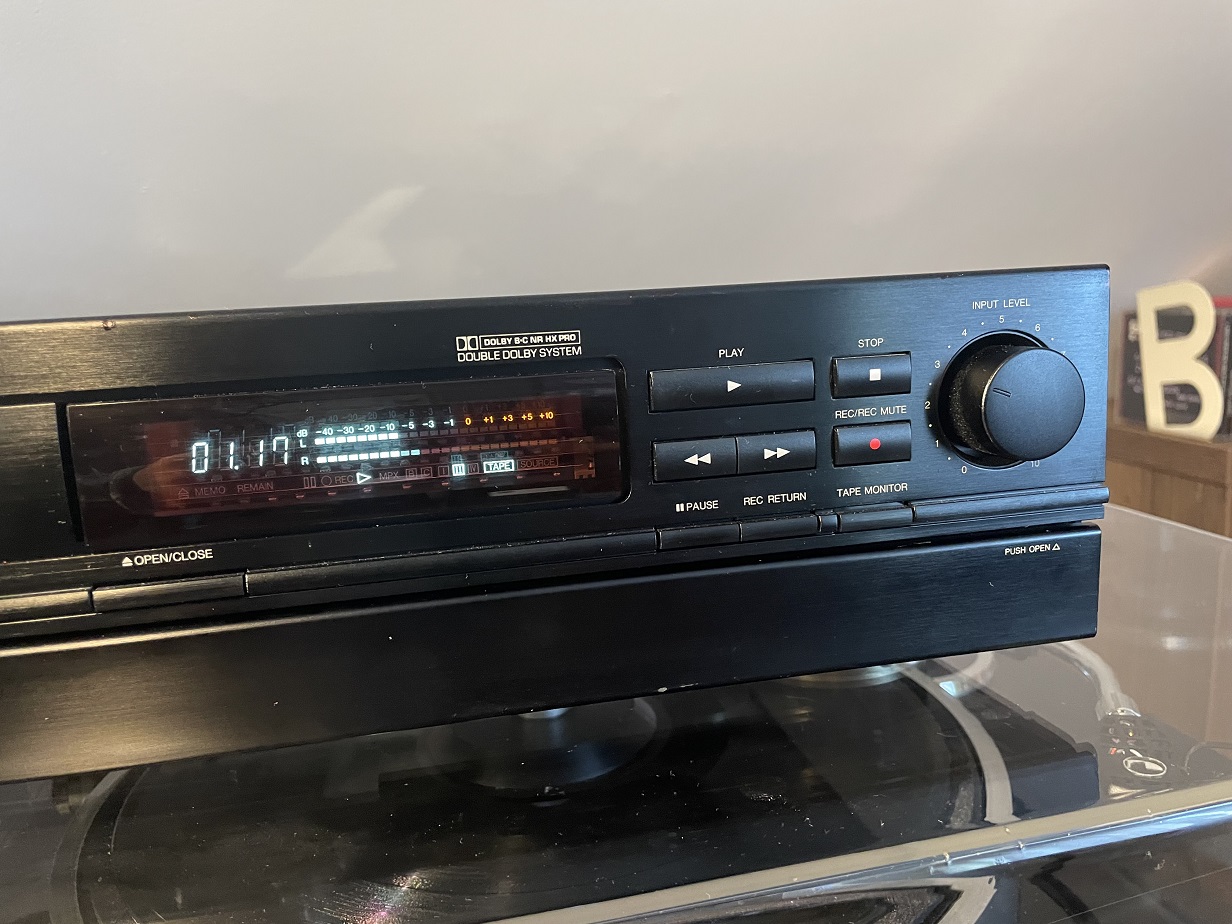 INPUT LEVEL
0 1 2 3 4 5 6 10
DOLBY B·C NR HX PRO
DOUBLE DOLBY SYSTEM
PLAY
STOP
REC/REC MUTE
dB -40 -30 -20 -10 -5 -3 -1 0 +1 +3 +5 +10
01.17
L
R
MEMO REMAIN REC MPX B C I II IV TAPE SOURCE
PAUSE
REC RETURN
TAPE MONITOR
OPEN/CLOSE
PUSH OPEN
B